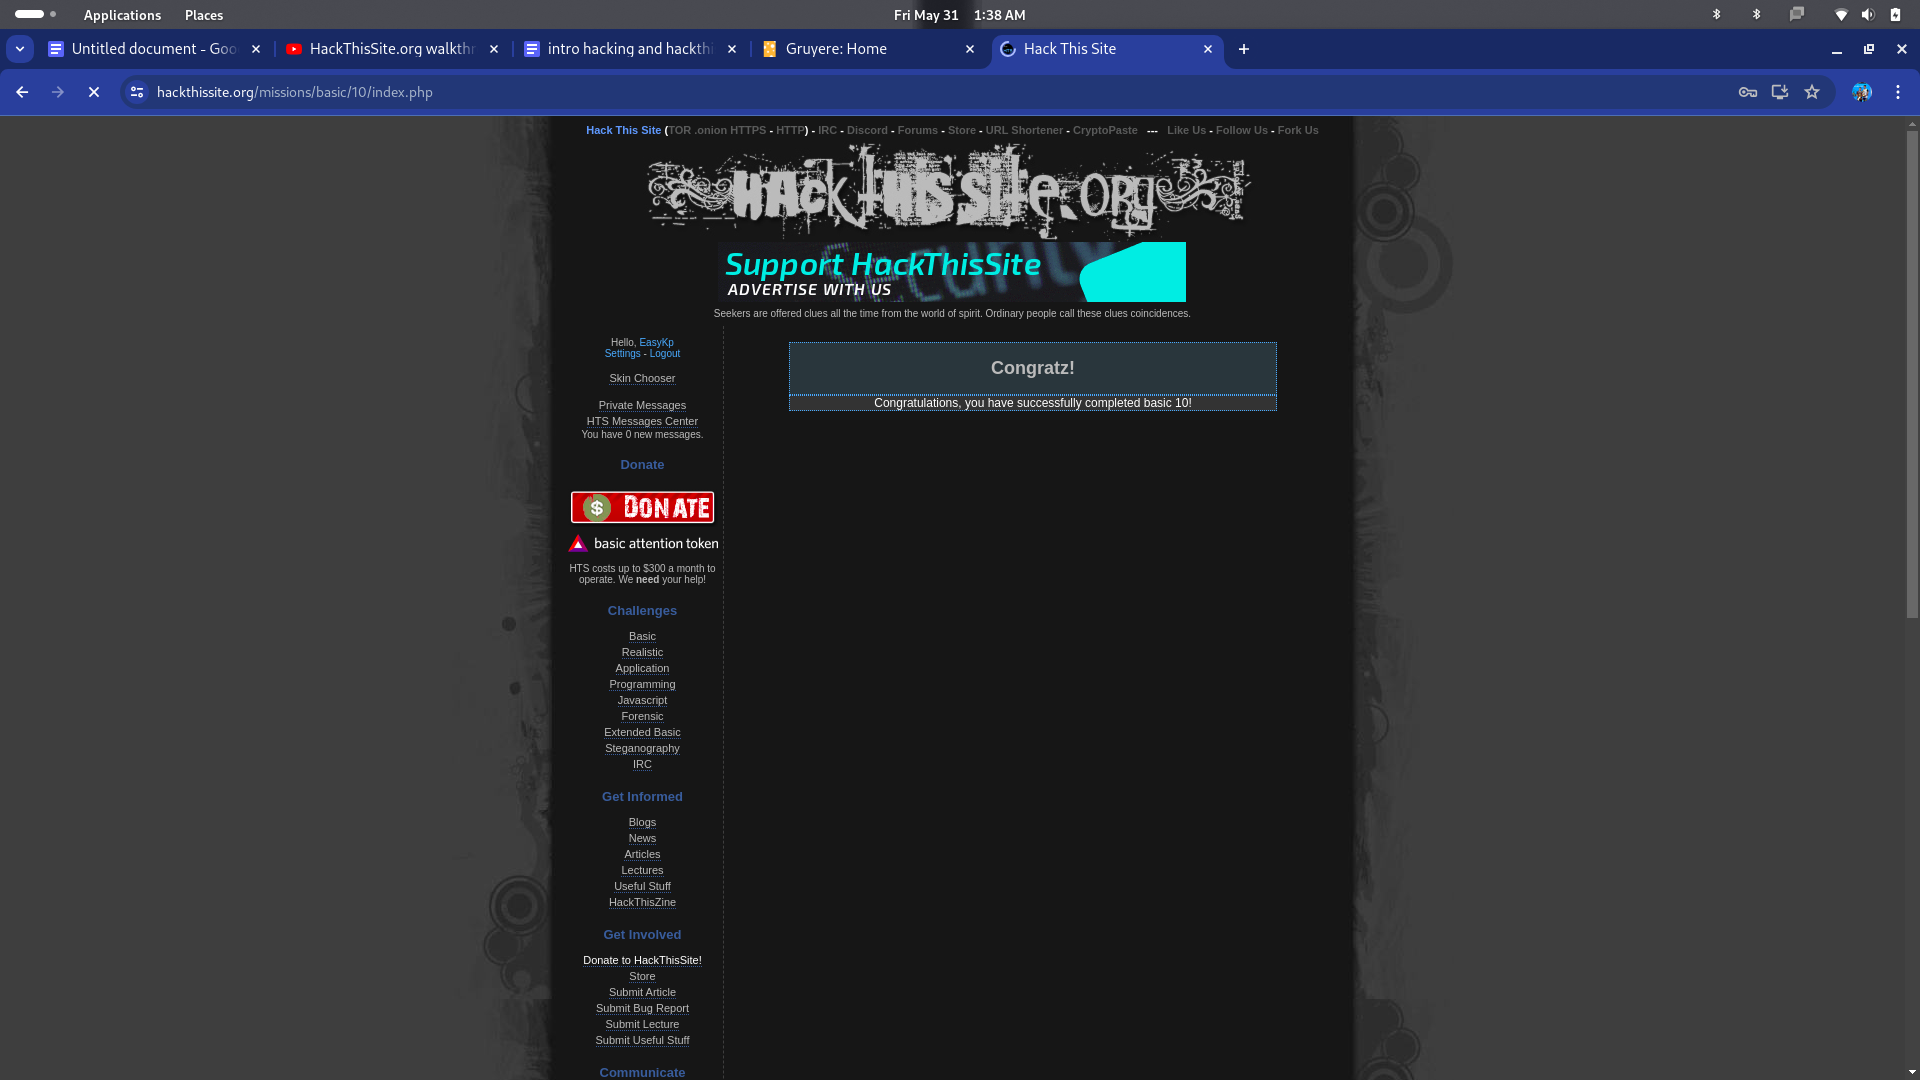 Applications Places Fri May 31 1:38 AM
Untitled document - Goo HackThisSite.org walkthr intro hacking and hackthi Gruyere: Home Hack This Site
hackthissite.org/missions/basic/10/index.php
Hack This Site (TOR .onion HTTPS - HTTP) - IRC - Discord - Forums - Store - URL Shortener - CryptoPaste --- Like Us - Follow Us - Fork Us
HAck THIS SITe.ORG
Support HackThisSite
ADVERTISE WITH US
Seekers are offered clues all the time from the world of spirit. Ordinary people call these clues coincidences.
Hello, EasyKp
Settings - Logout
Skin Chooser
Private Messages
HTS Messages Center
You have 0 new messages.
Donate
$ DONATE
basic attention token
HTS costs up to $300 a month to
operate. We need your help!
Challenges
Basic
Realistic
Application
Programming
Javascript
Forensic
Extended Basic
Steganography
IRC
Get Informed
Blogs
News
Articles
Lectures
Useful Stuff
HackThisZine
Get Involved
Donate to HackThisSite!
Store
Submit Article
Submit Bug Report
Submit Lecture
Submit Useful Stuff
Communicate
Congratz!
Congratulations, you have successfully completed basic 10!